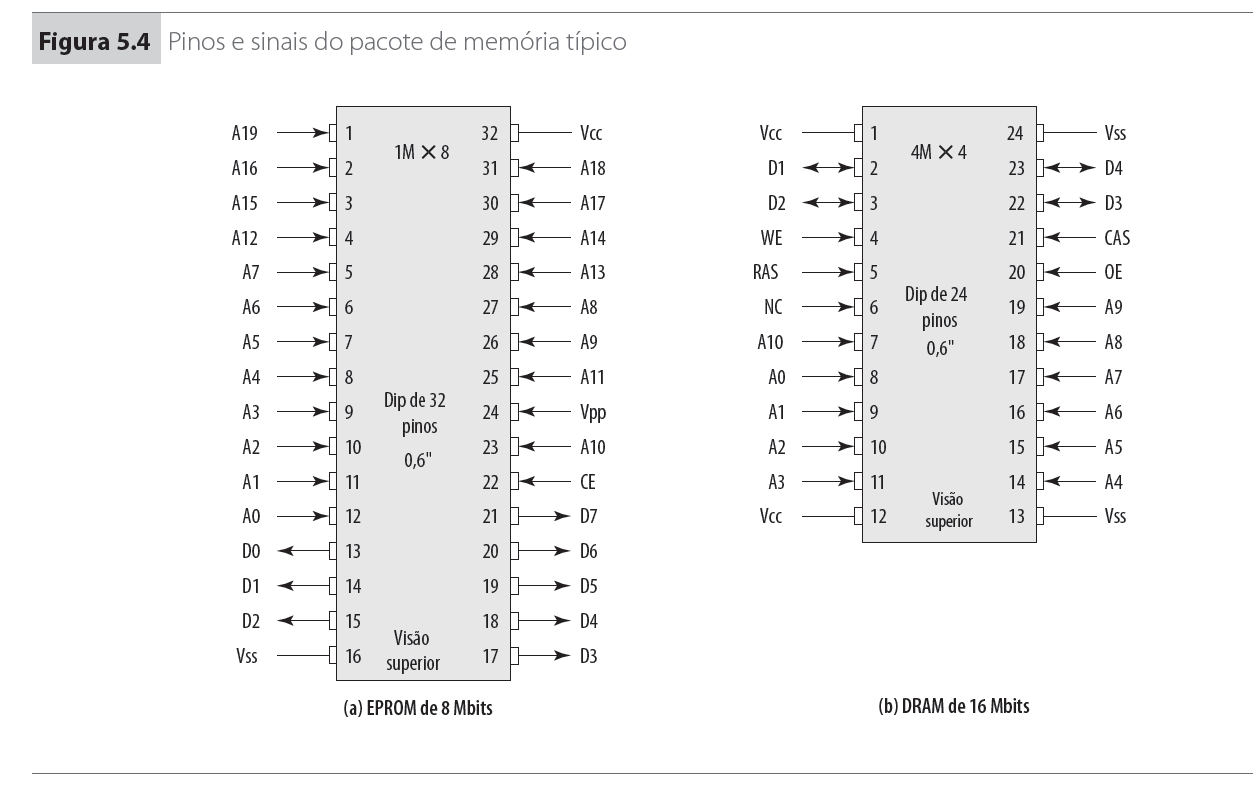 Figura 5.4 Pinos e sinais do pacote de memória típico
A19 1 32 Vcc
1M × 8
A16 2 31 A18
A15 3 30 A17
A12 4 29 A14
A7 5 28 A13
A6 6 27 A8
A5 7 26 A9
A4 8 25 A11
Dip de 32
A3 9 24 Vpp
pinos
A2 10 23 A10
0,6"
A1 11 22 CE
A0 12 21 D7
D0 13 20 D6
D1 14 19 D5
D2 15 18 D4
Visão
Vss 16 17 D3
superior
(a) EPROM de 8 Mbits
Vcc 1 24 Vss
4M × 4
D1 2 23 D4
D2 3 22 D3
WE 4 21 CAS
RAS 5 20 OE
Dip de 24
NC 6 19 A9
pinos
A10 7 18 A8
0,6"
A0 8 17 A7
A1 9 16 A6
A2 10 15 A5
A3 11 14 A4
Visão
Vcc 12 13 Vss
superior
(b) DRAM de 16 Mbits